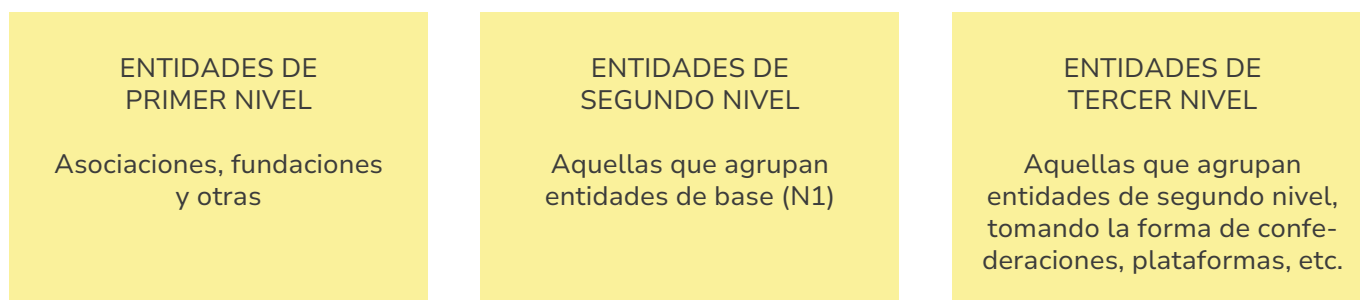 ENTIDADES DE
PRIMER NIVEL
Asociaciones, fundaciones
y otras
ENTIDADES DE
SEGUNDO NIVEL
Aquellas que agrupan
entidades de base (N1)
ENTIDADES DE
TERCER NIVEL
Aquellas que agrupan
entidades de segundo nivel,
tomando la forma de confe-
deraciones, plataformas, etc.